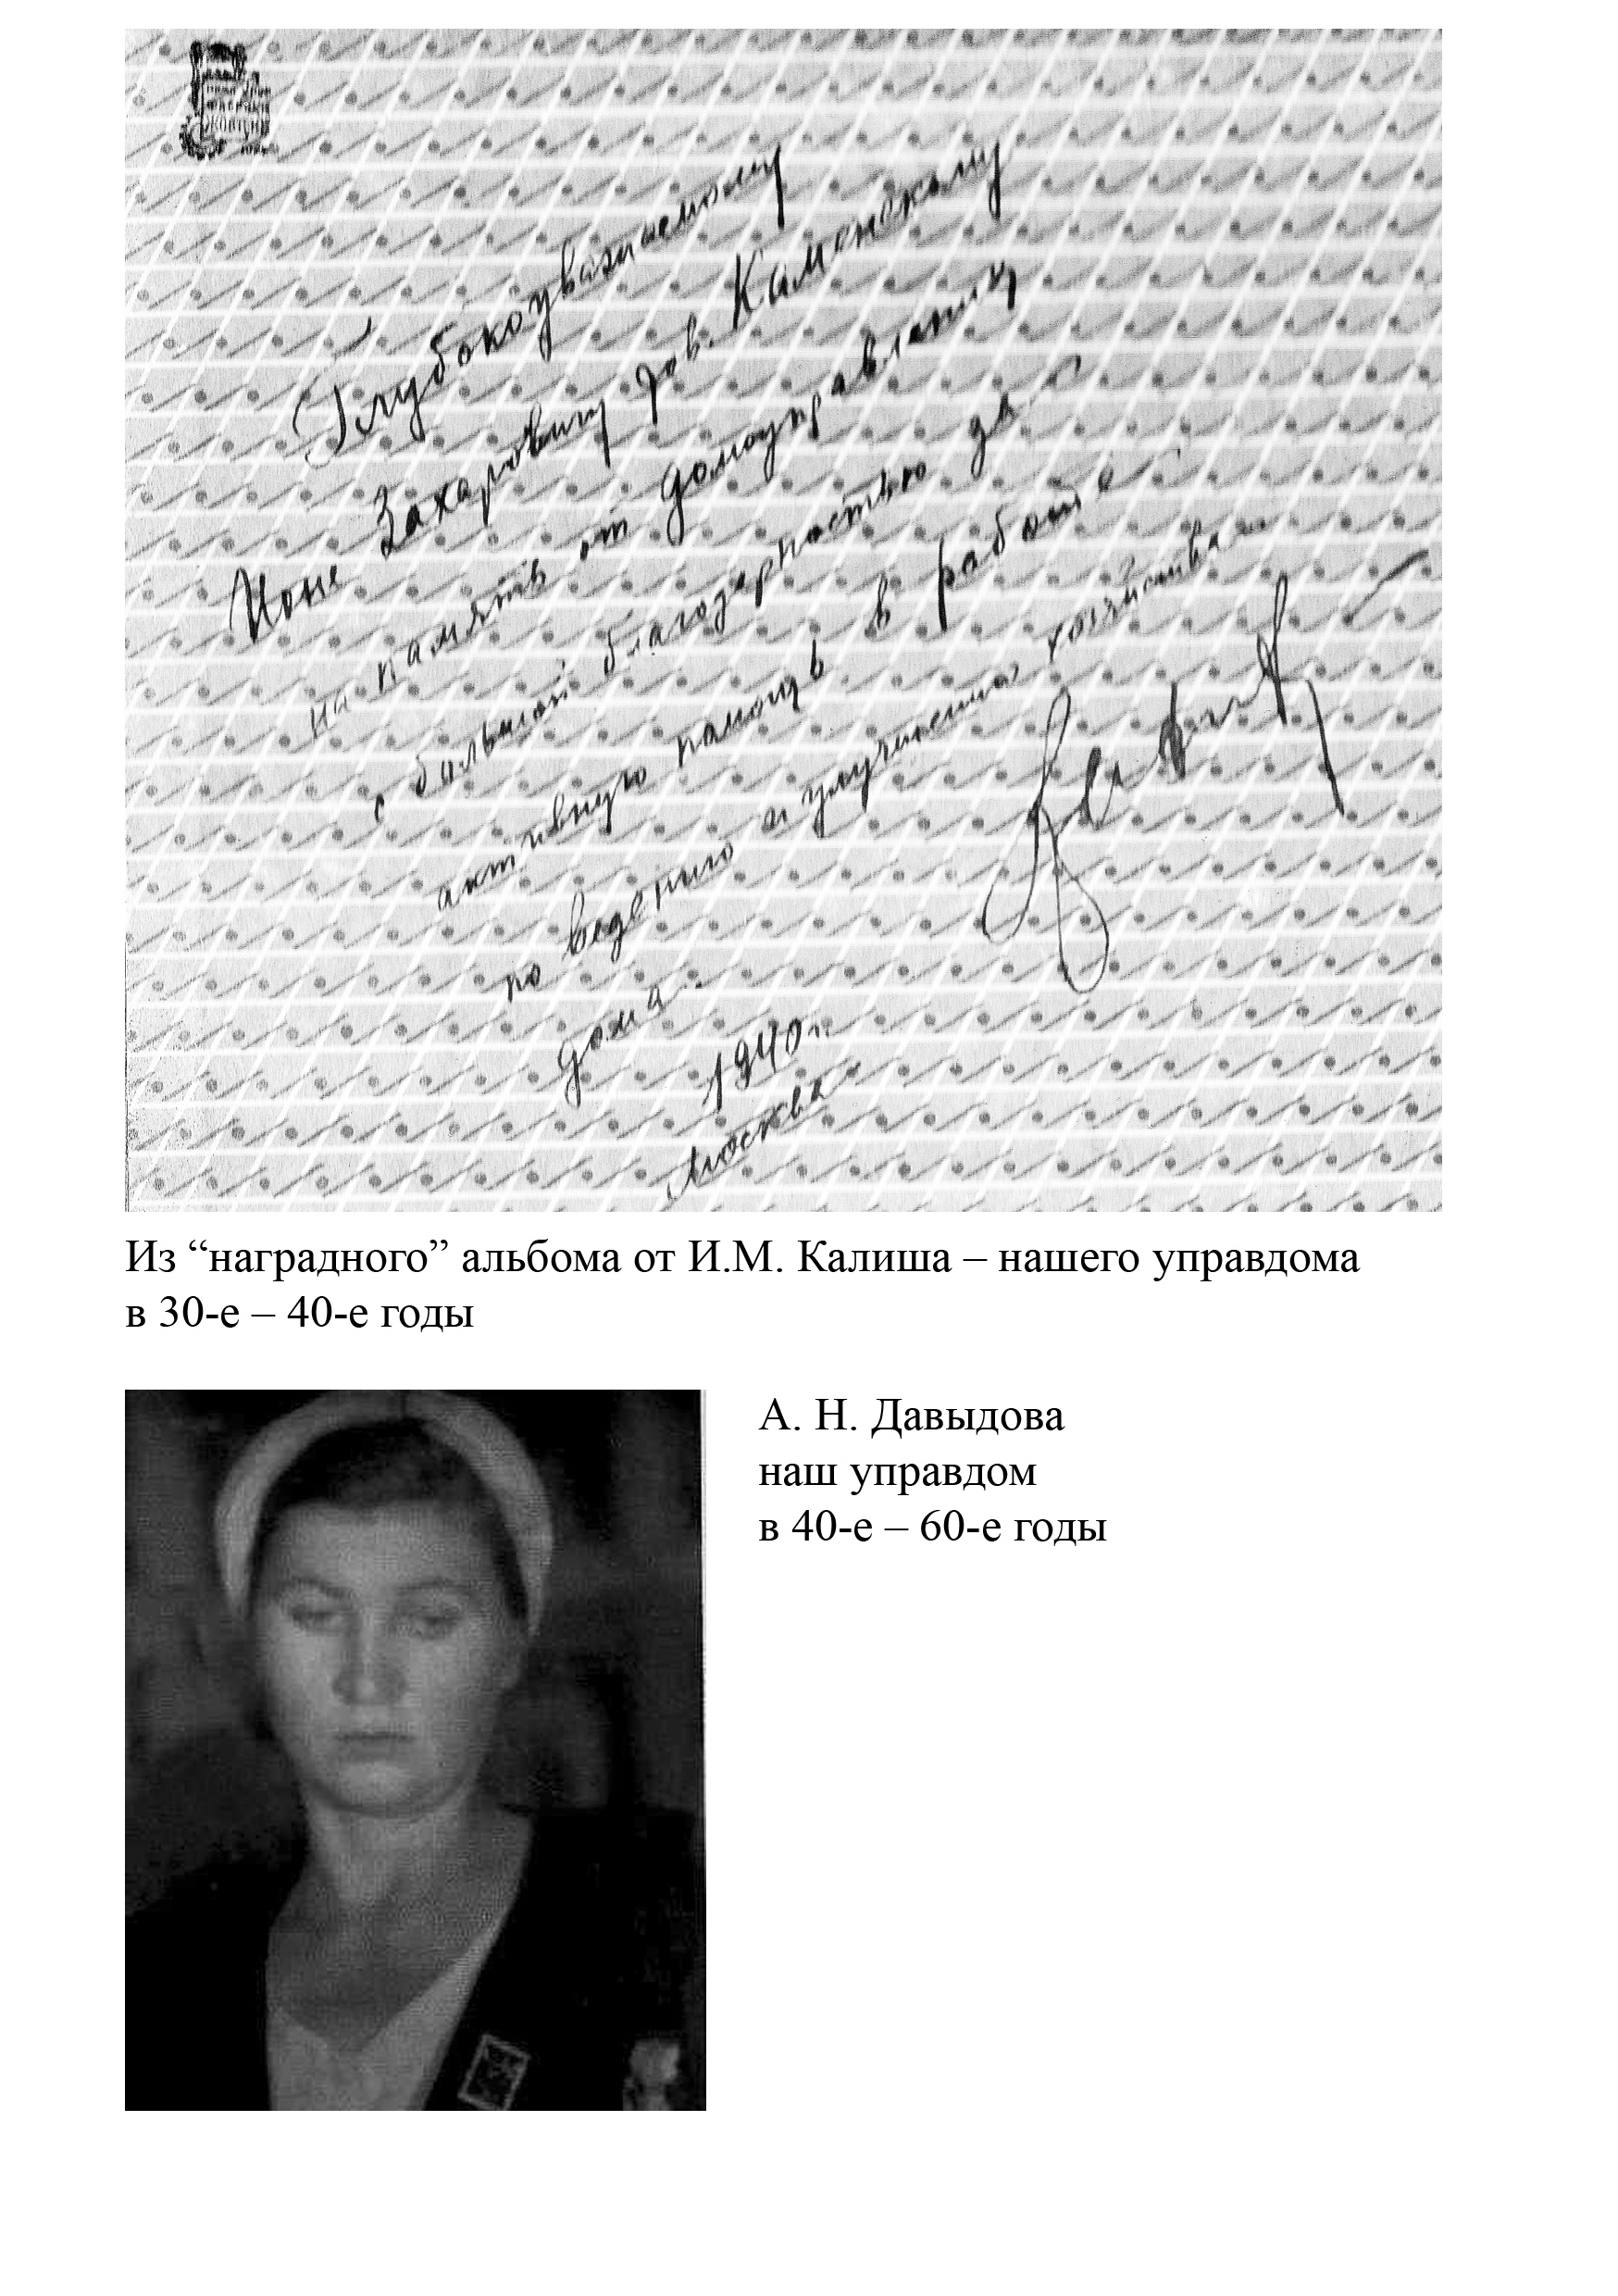 Глубокоуважаемому
Ионе Захаровичу тов. Каменскому
на память от домоуправления
с большой благодарностью за
активную помощь в работе
по ведению и улучшению хозяйства
дома.
1940 г.
Москва
Из “наградного” альбома от И.М. Калиша – нашего управдома
в 30-е – 40-е годы
А. Н. Давыдова
наш управдом
в 40-е – 60-е годы